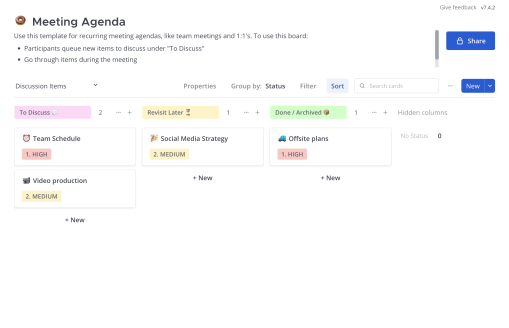 Give feedback v7.4.2
Meeting Agenda
Use this template for recurring meeting agendas, like team meetings and 1:1's. To use this board:
• Participants queue new items to discuss under "To Discuss"
• Go through items during the meeting
Share
Discussion Items
Properties Group by: Status Filter Sort Search cards ... New
To Discuss 2 ... +
Revisit Later 1 ... +
Done / Archived 1 ... +
Hidden columns
Team Schedule
1. HIGH
Video production
2. MEDIUM
+ New
Social Media Strategy
2. MEDIUM
+ New
Offsite plans
1. HIGH
+ New
No Status 0